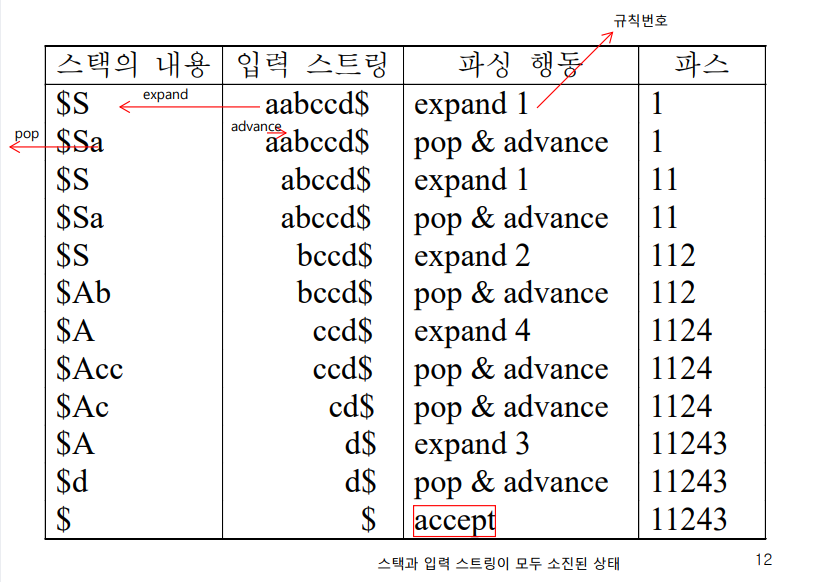 규칙번호
스택의 내용 입력 스트링 파싱 행동 파스
expand
$S aabccd$ expand 1 1
advance
pop
$Sa aabccd$ pop & advance 1
$S abccd$ expand 1 11
$Sa abccd$ pop & advance 11
$S bccd$ expand 2 112
$Ab bccd$ pop & advance 112
$A ccd$ expand 4 1124
$Acc ccd$ pop & advance 1124
$Ac cd$ pop & advance 1124
$A d$ expand 3 11243
$d d$ pop & advance 11243
$ $ accept 11243
스택과 입력 스트링이 모두 소진된 상태
12